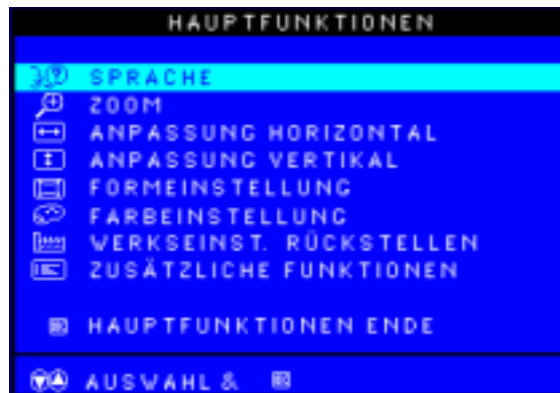 HAUPTFUNKTIONEN
SPRACHE
ZOOM
ANPASSUNG HORIZONTAL
ANPASSUNG VERTIKAL
FORMEINSTELLUNG
FARBEINSTELLUNG
WERKSEINST. RÜCKSTELLEN
ZUSÄTZLICHE FUNKTIONEN
HAUPTFUNKTIONEN ENDE
AUSWAHL &